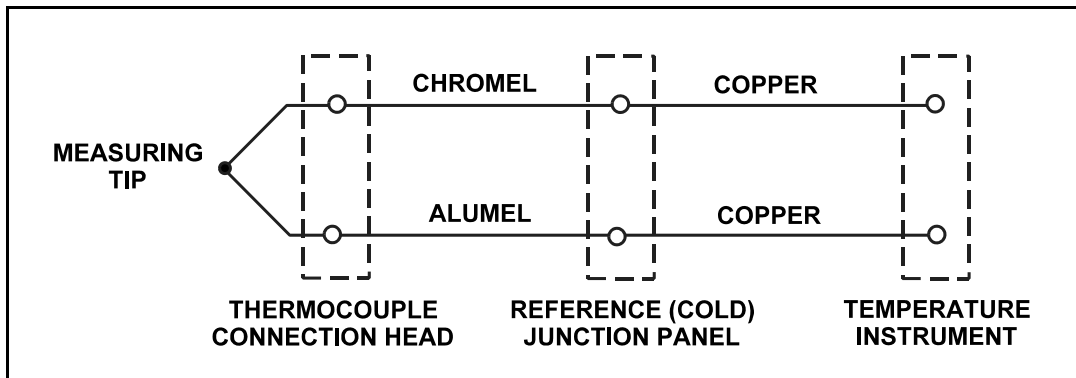 CHROMEL
COPPER
MEASURING
TIP
ALUMEL
COPPER
THERMOCOUPLE
CONNECTION HEAD
REFERENCE (COLD)
JUNCTION PANEL
TEMPERATURE
INSTRUMENT